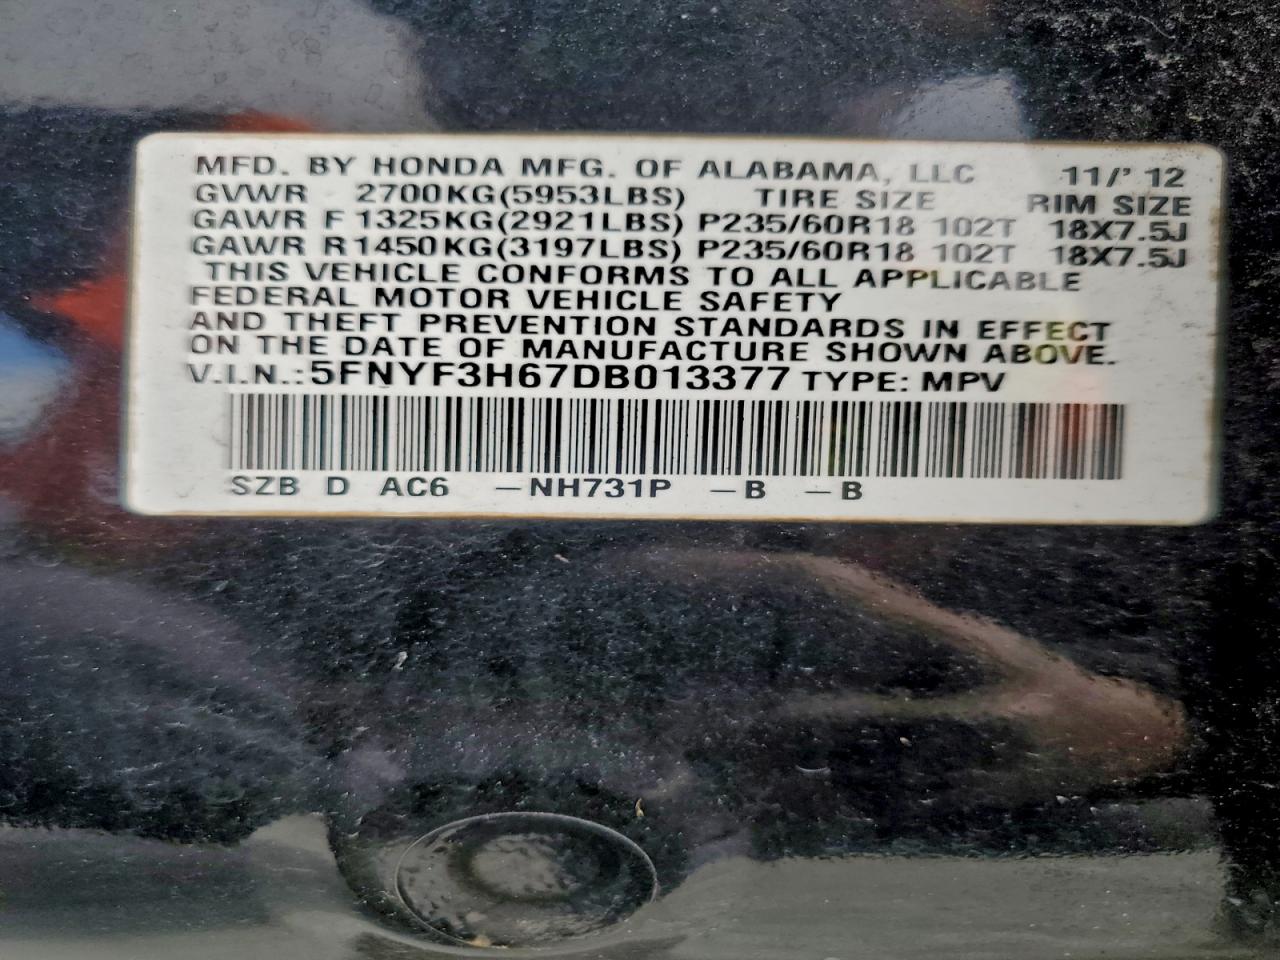 MFD. BY HONDA MFG. OF ALABAMA, LLC 11/' 12
GVWR 2700KG(5953LBS) TIRE SIZE RIM SIZE
GAWR F 1325KG(2921LBS) P235/60R18 102T 18X7.5J
GAWR R 1450KG(3197LBS) P235/60R18 102T 18X7.5J
THIS VEHICLE CONFORMS TO ALL APPLICABLE
FEDERAL MOTOR VEHICLE SAFETY
AND THEFT PREVENTION STANDARDS IN EFFECT
ON THE DATE OF MANUFACTURE SHOWN ABOVE.
V.I.N.: 5FNYF3H67DB013377 TYPE: MPV
SZB D AC6 -NH731P -B -B